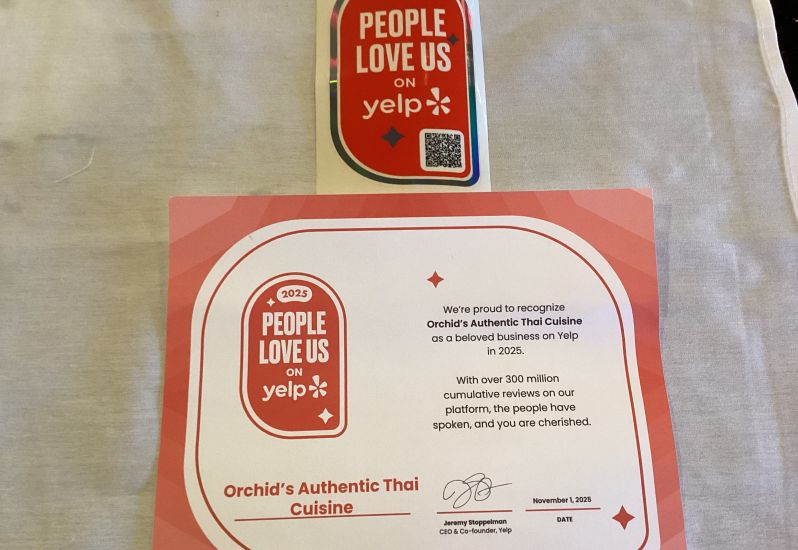 PEOPLE
LOVE US
ON
yelp
2025
PEOPLE
LOVE US
ON
yelp
We're proud to recognize
Orchid's Authentic Thai Cuisine
as a beloved business on Yelp
in 2025.
With over 300 million
cumulative reviews on our
platform, the people have
spoken, and you are cherished.
Orchid's Authentic Thai
Cuisine
Jeremy Stoppelman
CEO & Co-founder, Yelp
November 1, 2025
DATE